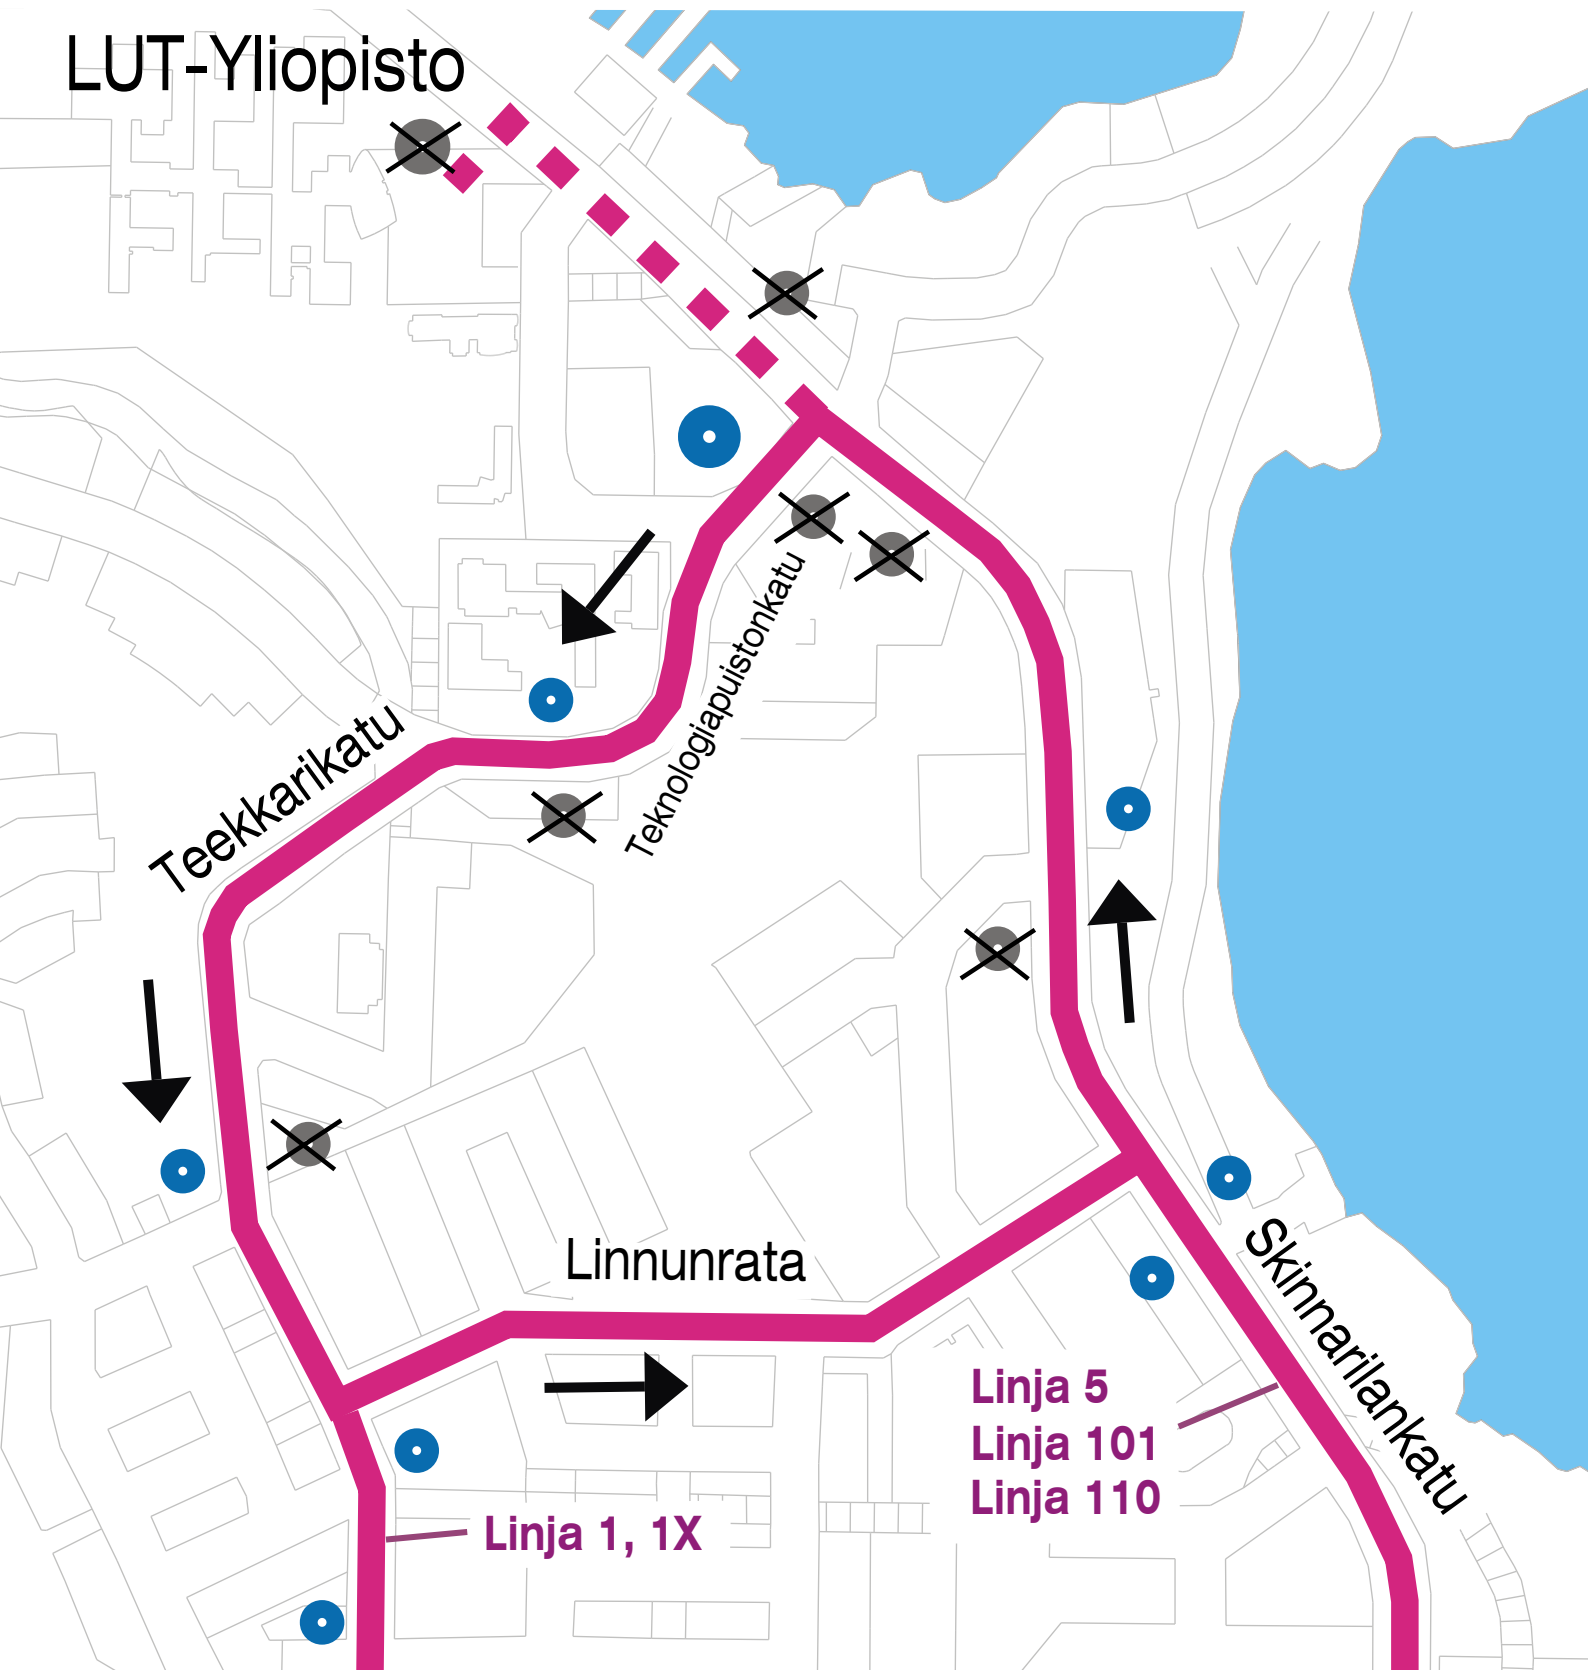 LUT-Yliopisto
Teknologiapuistonkatu
Teekkarikatu
Linnunrata
Skinnarilankatu
Linja 5
Linja 101
Linja 110
Linja 1, 1X